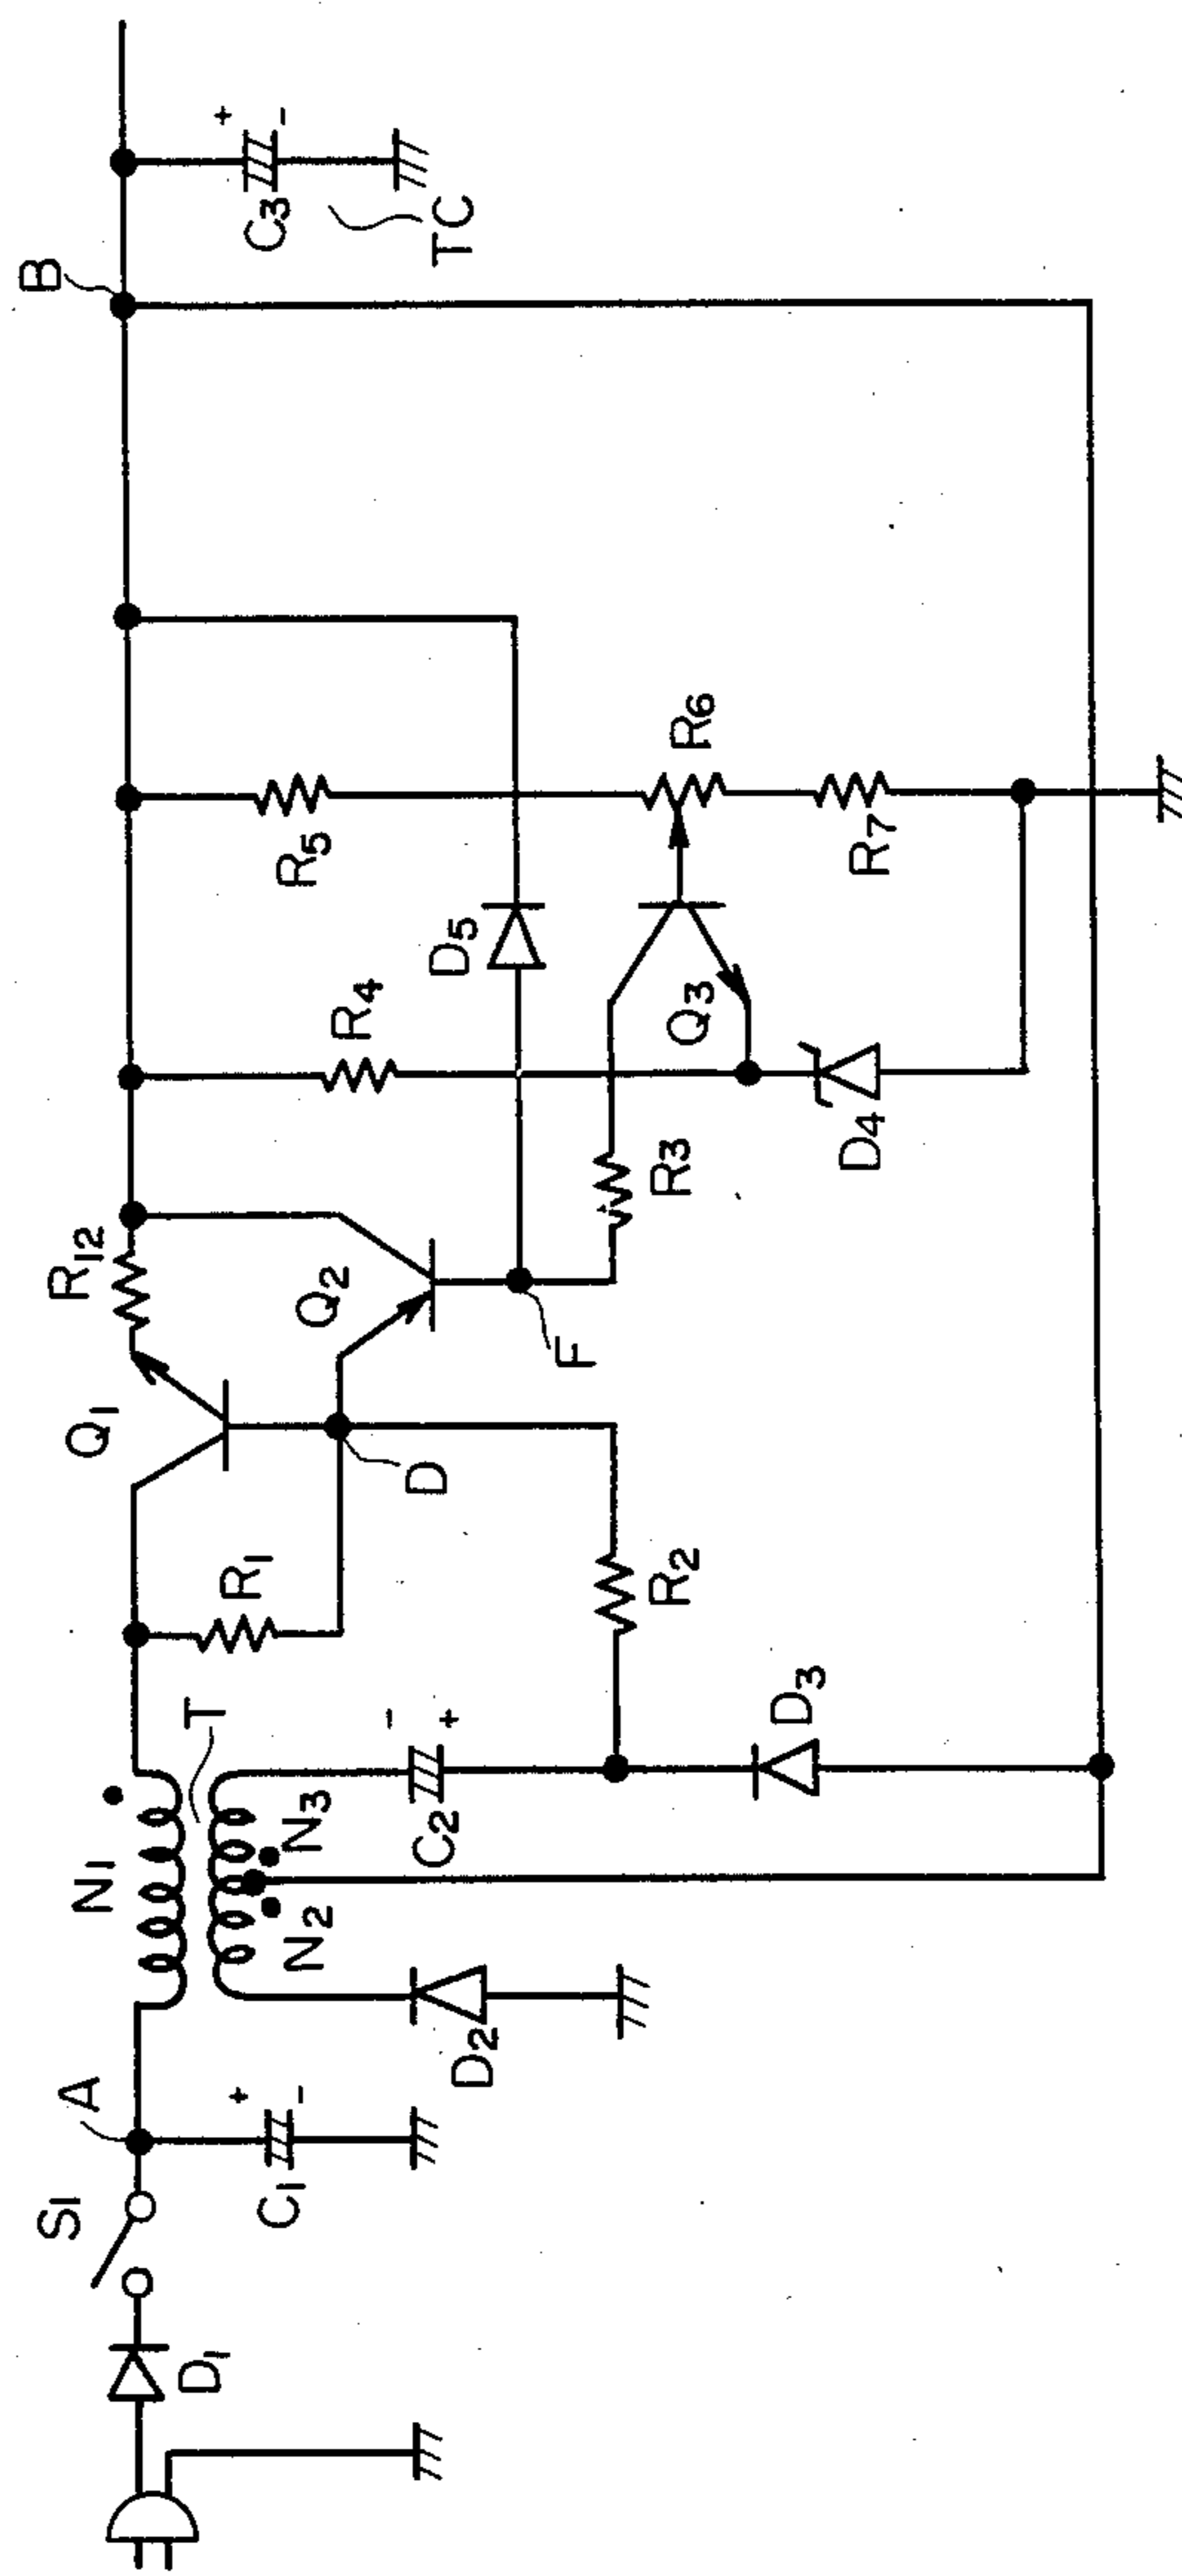 D1
S1
A
C1
+
-
N1
T
N2
N3
D2
C2
-
+
D3
R1
R2
D
Q1
Q2
F
R12
R3
R4
Q3
D4
D5
R5
R6
R7
B
C3
+
-
TC